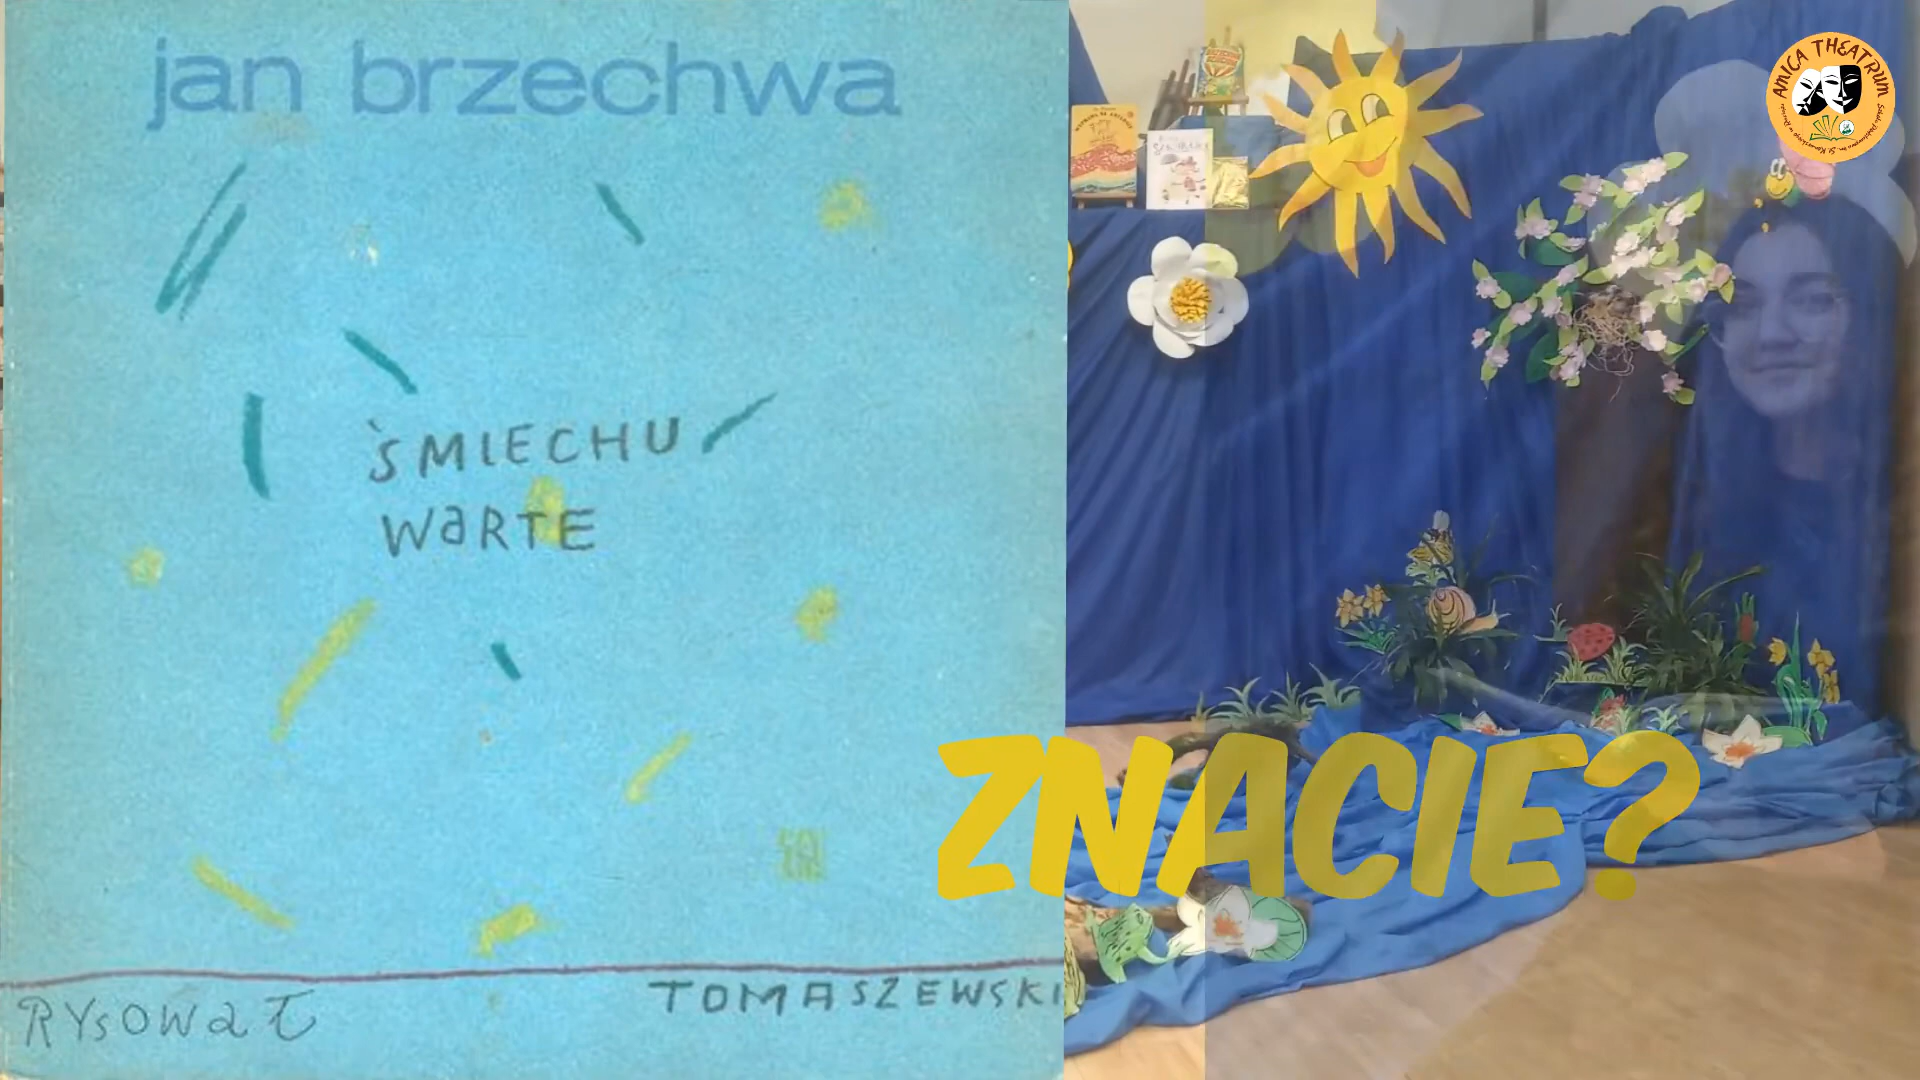 jan brzechwa
ŚMIECHU
WaRTE
RYsOWaŁ
TOMASZEWSKI
ZNACIE?
AMICA THEATRUM